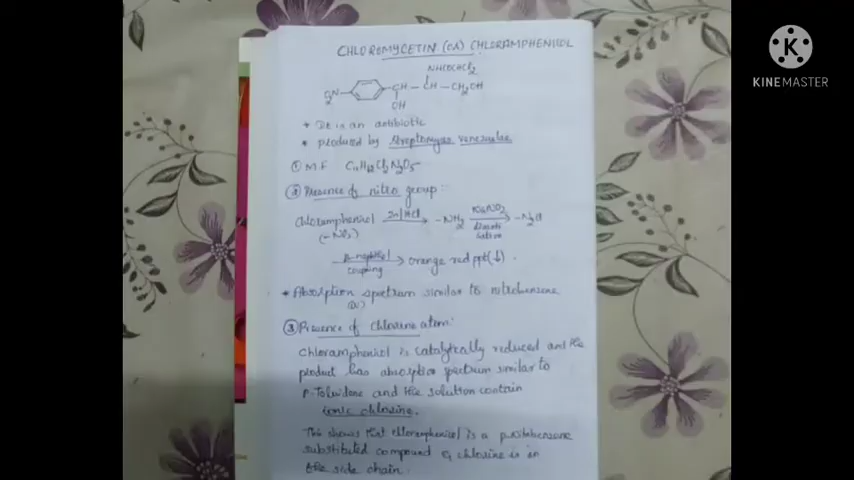 CHLOROMYCETIN (OR) CHLORAMPHENICOL
NHCOCHCl2
O2N CH — CH — CH2OH
OH
* It is an antibiotic
* produced by Streptomyces venezuelae
① M.F C11H12Cl2N2O5
② Presence of nitro group:
Chloramphenicol Zn/HCl → -NH2 NaNO2 → -N2Cl
(-NO2) Diazotisation
β-naphthol coupling → orange red ppt(↓).
* Absorption spectrum similar to nitrobenzene
③ Presence of Chlorine atom:
Chloramphenicol is catalytically reduced and the
product has absorption spectrum similar to
P-Toluidene and the solution contain
ionic chlorine.
This shows that chloramphenicol is a p-nitrobenzene
substituted compound & chlorine is in
the side chain.
K
KINEMASTER